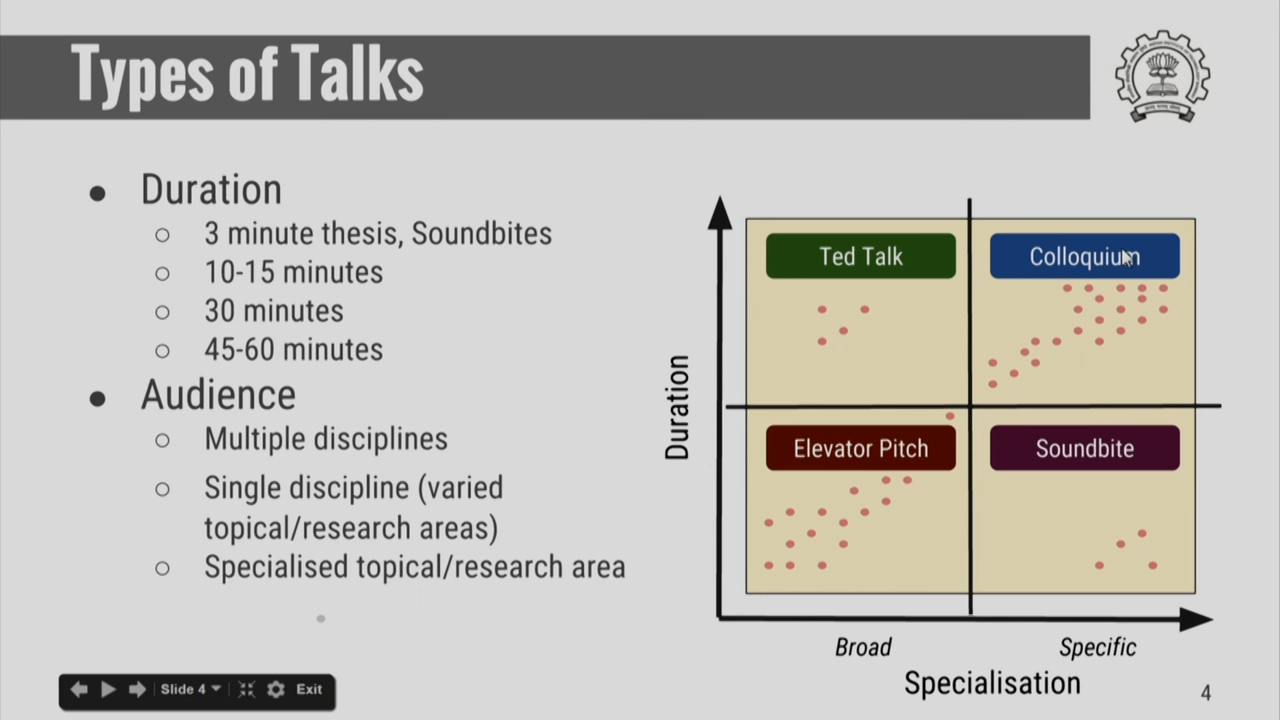 Types of Talks
● Duration
○ 3 minute thesis, Soundbites
○ 10-15 minutes
○ 30 minutes
○ 45-60 minutes
● Audience
○ Multiple disciplines
○ Single discipline (varied
topical/research areas)
○ Specialised topical/research area
Duration
Ted Talk
Colloquium
Elevator Pitch
Soundbite
Broad
Specific
Specialisation
Slide 4
Exit
4